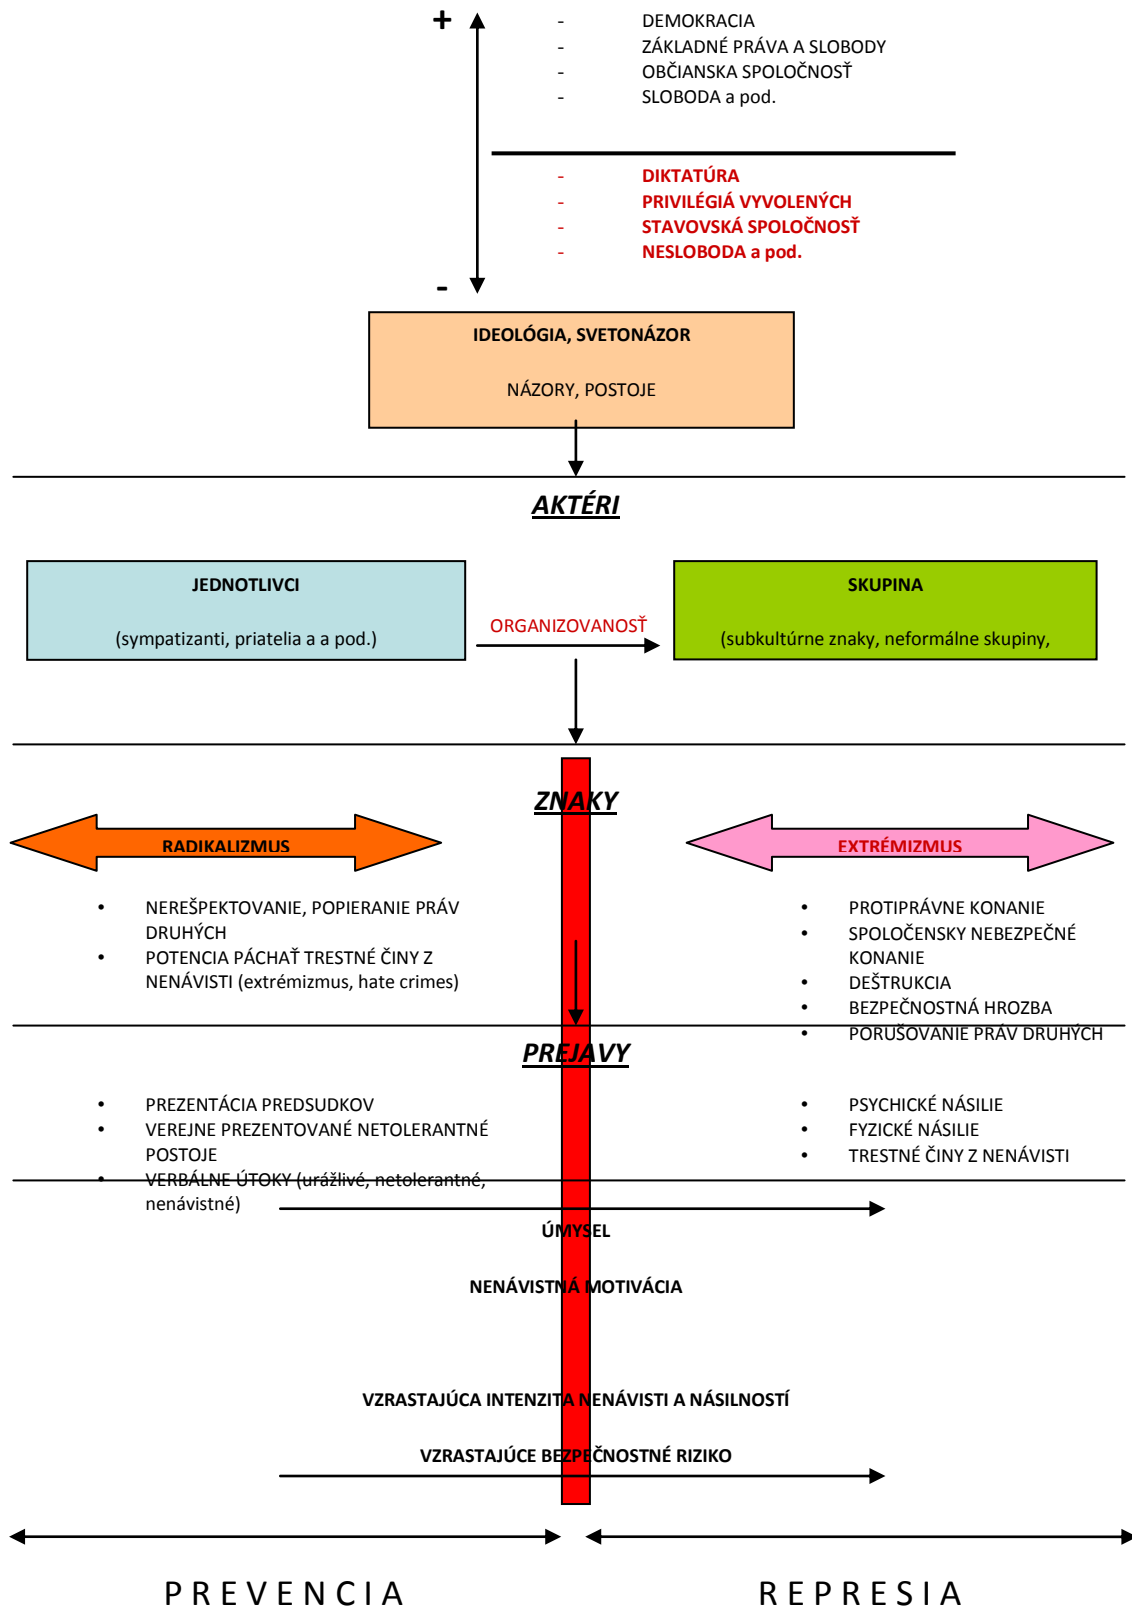 +
- DEMOKRACIA
- ZÁKLADNÉ PRÁVA A SLOBODY
- OBČIANSKA SPOLOČNOSŤ
- SLOBODA a pod.
- DIKTATÚRA
- PRIVILÉGIÁ VYVOLENÝCH
- STAVOVSKÁ SPOLOČNOSŤ
- NESLOBODA a pod.
-
IDEOLÓGIA, SVETONÁZOR
NÁZORY, POSTOJE
AKTÉRI
JEDNOTLIVCI
(sympatizanti, priatelia a a pod.)
ORGANIZOVANOSŤ
SKUPINA
(subkultúrne znaky, neformálne skupiny,
ZNAKY
RADIKALIZMUS
EXTRÉMIZMUS
• NEREŠPEKTOVANIE, POPIERANIE PRÁV
DRUHÝCH
• POTENCIA PÁCHAŤ TRESTNÉ ČINY Z
NENÁVISTI (extrémizmus, hate crimes)
• PROTIPRÁVNE KONANIE
• SPOLOČENSKY NEBEZPEČNÉ
KONANIE
• DEŠTRUKCIA
• BEZPEČNOSTNÁ HROZBA
• PORUŠOVANIE PRÁV DRUHÝCH
PREJAVY
• PREZENTÁCIA PREDSUDKOV
• VEREJNE PREZENTOVANÉ NETOLERANTNÉ
POSTOJE
• VERBÁLNE ÚTOKY (urážlivé, netolerantné,
nenávistné)
• PSYCHICKÉ NÁSILIE
• FYZICKÉ NÁSILIE
• TRESTNÉ ČINY Z NENÁVISTI
ÚMYSEL
NENÁVISTNÁ MOTIVÁCIA
VZRASTAJÚCA INTENZITA NENÁVISTI A NÁSILNOSTÍ
VZRASTAJÚCE BEZPEČNOSTNÉ RIZIKO
PREVENCIA
REPRESIA